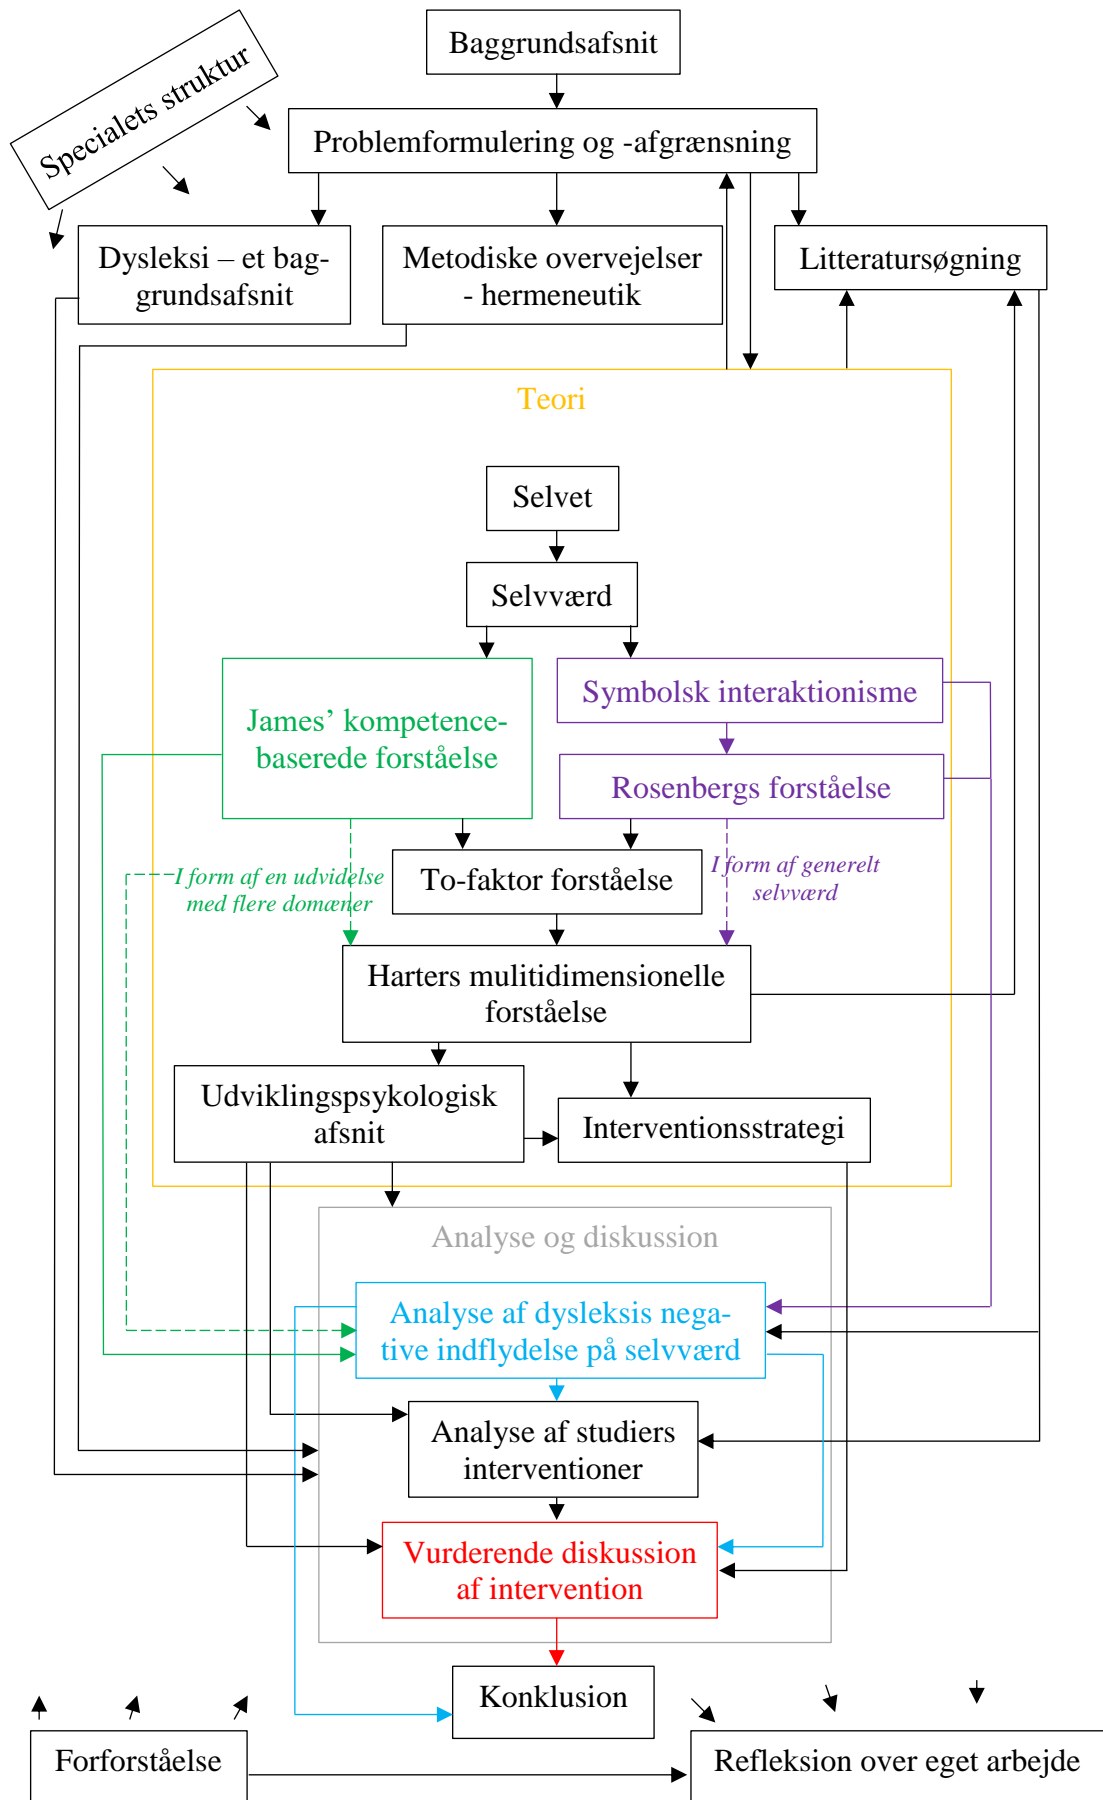 Baggrundsafsnit
Specialets struktur
Problemformulering og -afgrænsning
Dysleksi – et bag-
grundsafsnit
Metodiske overvejelser
- hermeneutik
Litteratursøgning
Teori
Selvet
Selvværd
James’ kompetence-
baserede forståelse
Symbolsk interaktionisme
Rosenbergs forståelse
I form af en udvidelse
med flere domæner
To-faktor forståelse
I form af generelt
selvværd
Harters mulitidimensionelle
forståelse
Udviklingspsykologisk
afsnit
Interventionsstrategi
Analyse og diskussion
Analyse af dysleksis nega-
tive indflydelse på selvværd
Analyse af studiers
interventioner
Vurderende diskussion
af intervention
Konklusion
Forforståelse
Refleksion over eget arbejde